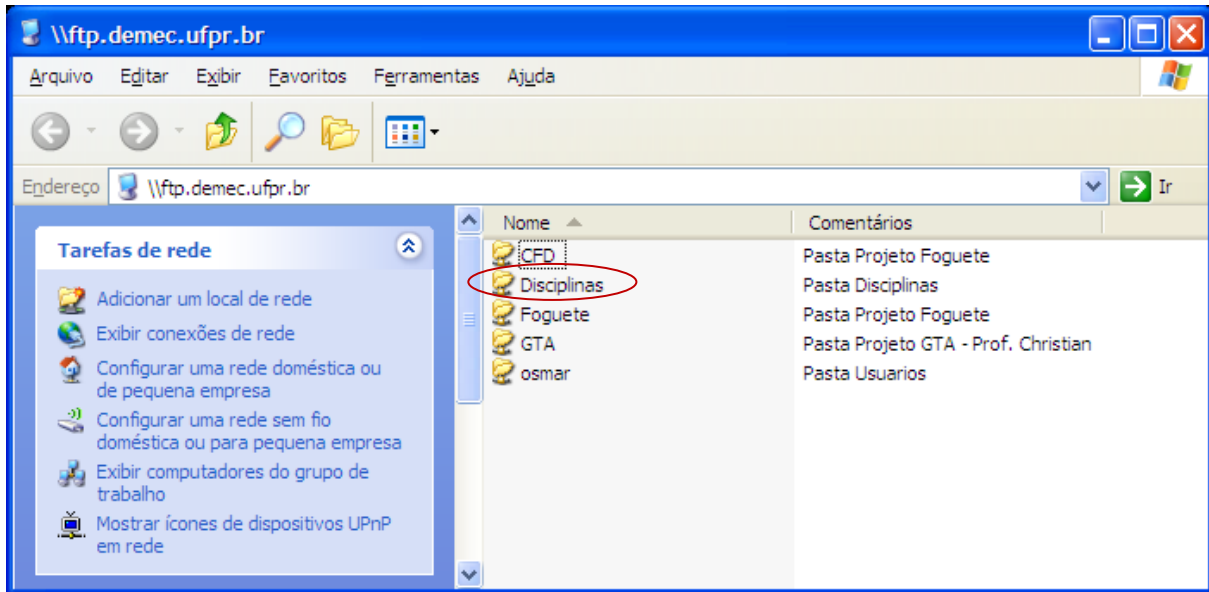 \\ftp.demec.ufpr.br
Arquivo Editar Exibir Favoritos Ferramentas Ajuda
Endereço \\ftp.demec.ufpr.br Ir
Tarefas de rede
Adicionar um local de rede
Exibir conexões de rede
Configurar uma rede doméstica ou
de pequena empresa
Configurar uma rede sem fio
doméstica ou para pequena empresa
Exibir computadores do grupo de
trabalho
Mostrar ícones de dispositivos UPnP
em rede
Nome Comentários
CFD Pasta Projeto Foguete
Disciplinas Pasta Disciplinas
Foguete Pasta Projeto Foguete
GTA Pasta Projeto GTA - Prof. Christian
osmar Pasta Usuarios